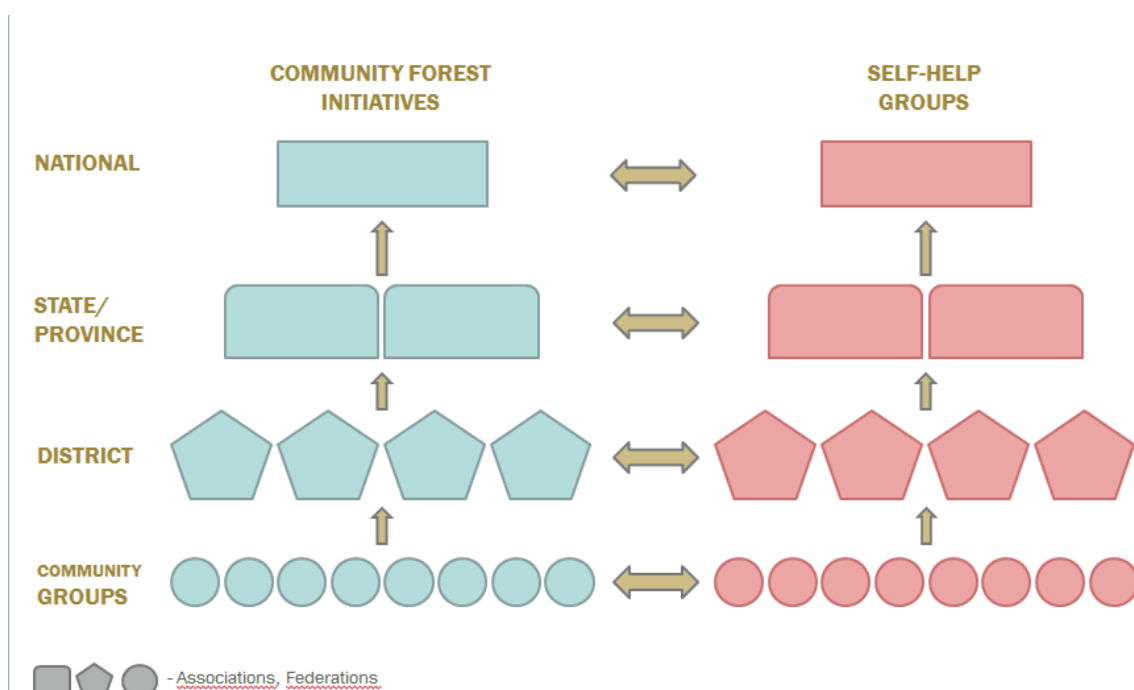 COMMUNITY FOREST
INITIATIVES
SELF-HELP
GROUPS
NATIONAL
STATE/
PROVINCE
DISTRICT
COMMUNITY
GROUPS
- Associations, Federations